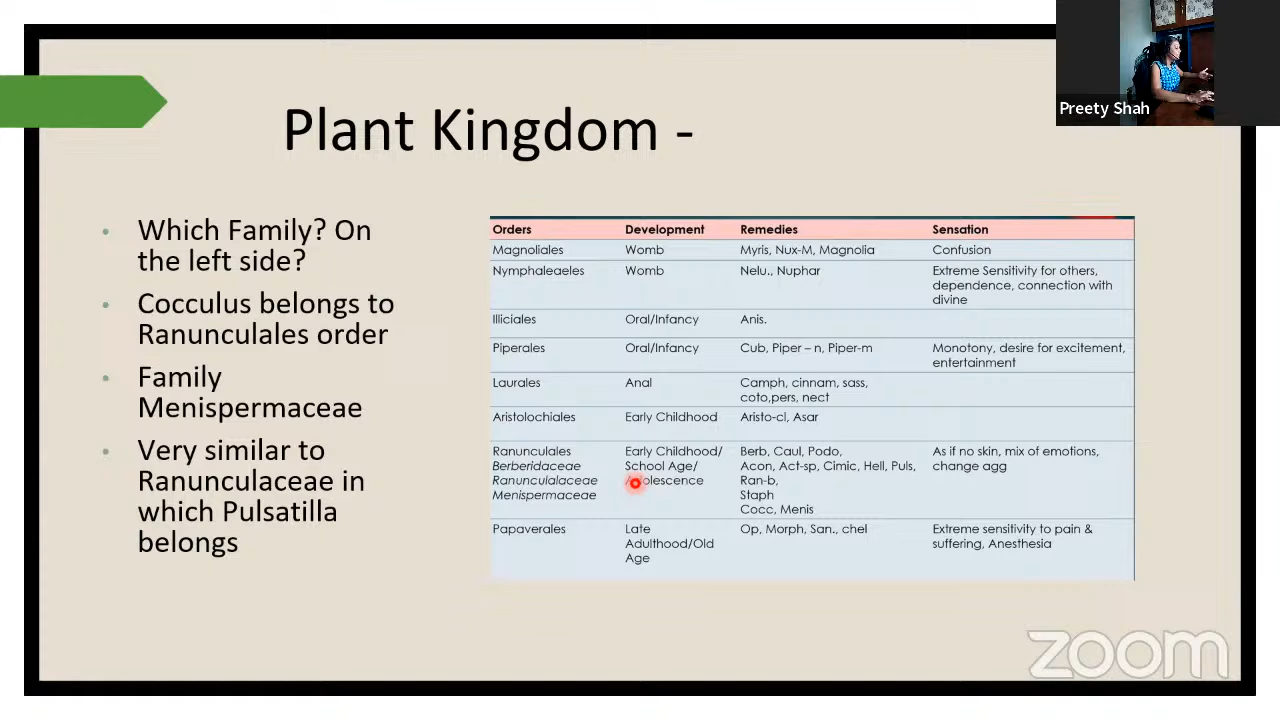 Preety Shah
Plant Kingdom -
Which Family? On
the left side?
Cocculus belongs to
Ranunculales order
Family
Menispermaceae
Very similar to
Ranunculaceae in
which Pulsatilla
belongs
Orders Development Remedies Sensation
Magnoliales Womb Myris, Nux-M, Magnolia Confusion
Nymphaleaeles Womb Nelu., Nuphar Extreme Sensitivity for others,
dependence, connection with
divine
Illiciales Oral/Infancy Anis.
Piperales Oral/Infancy Cub, Piper – n, Piper-m Monotony, desire for excitement,
entertainment
Laurales Anal Camph, cinnam, sass,
coto,pers, nect
Aristolochiales Early Childhood Aristo-cl, Asar
Ranunculales Early Childhood/ Berb, Caul, Podo, As if no skin, mix of emotions,
Berberidaceae School Age/ Acon, Act-sp, Cimic, Hell, Puls, change agg
Ranunculalaceae Adolescence Ran-b,
Menispermaceae Staph
Cocc, Menis
Papaverales Late Op, Morph, San., chel Extreme sensitivity to pain &
Adulthood/Old suffering, Anesthesia
Age
zoom